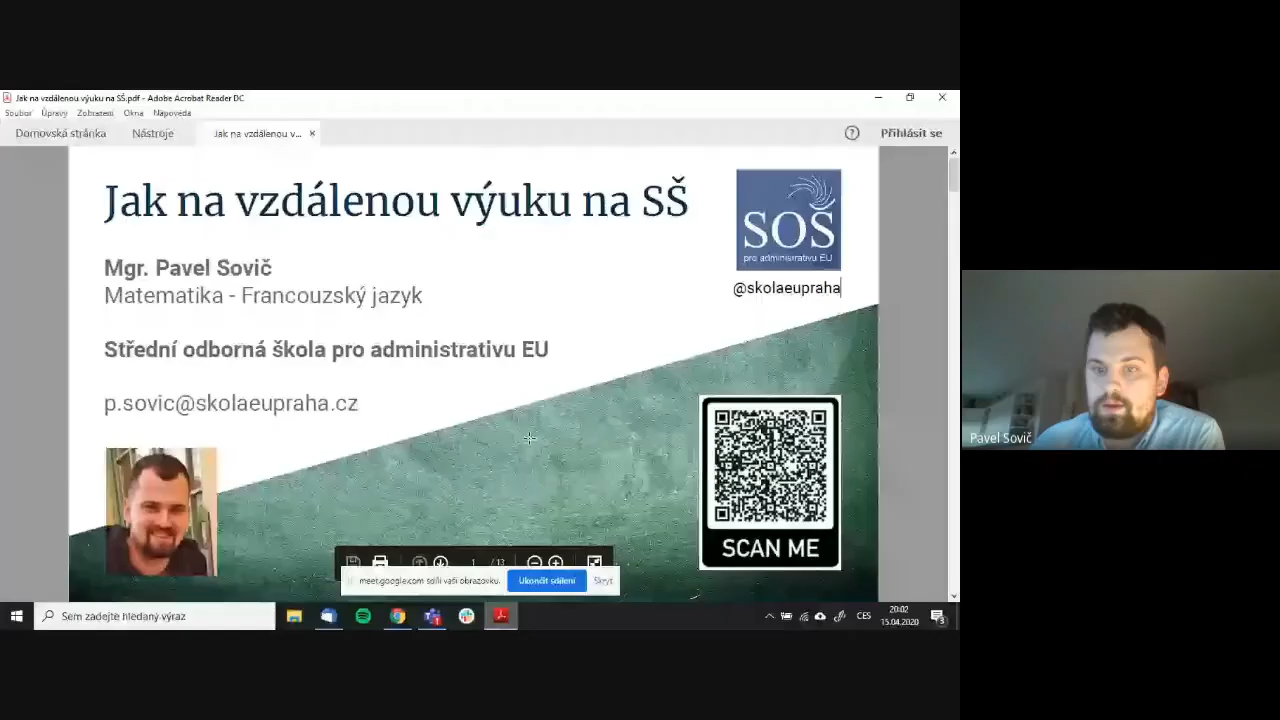 Jak na vzdálenou výuku na SŠ.pdf - Adobe Acrobat Reader DC
Soubor Úpravy Zobrazení Okna Nápověda
Domovská stránka Nástroje Jak na vzdálenou v... × Přihlásit se
Jak na vzdálenou výuku na SŠ
SOŠ
pro administrativu EU
@skolaeupraha
Mgr. Pavel Sovič
Matematika - Francouzský jazyk
Střední odborná škola pro administrativu EU
p.sovic@skolaeupraha.cz
SCAN ME
1 / 13
meet.google.com sdílí vaši obrazovku. Ukončit sdílení Skrýt
Sem zadejte hledaný výraz
CES
20:02
15.04.2020
3
Pavel Sovič